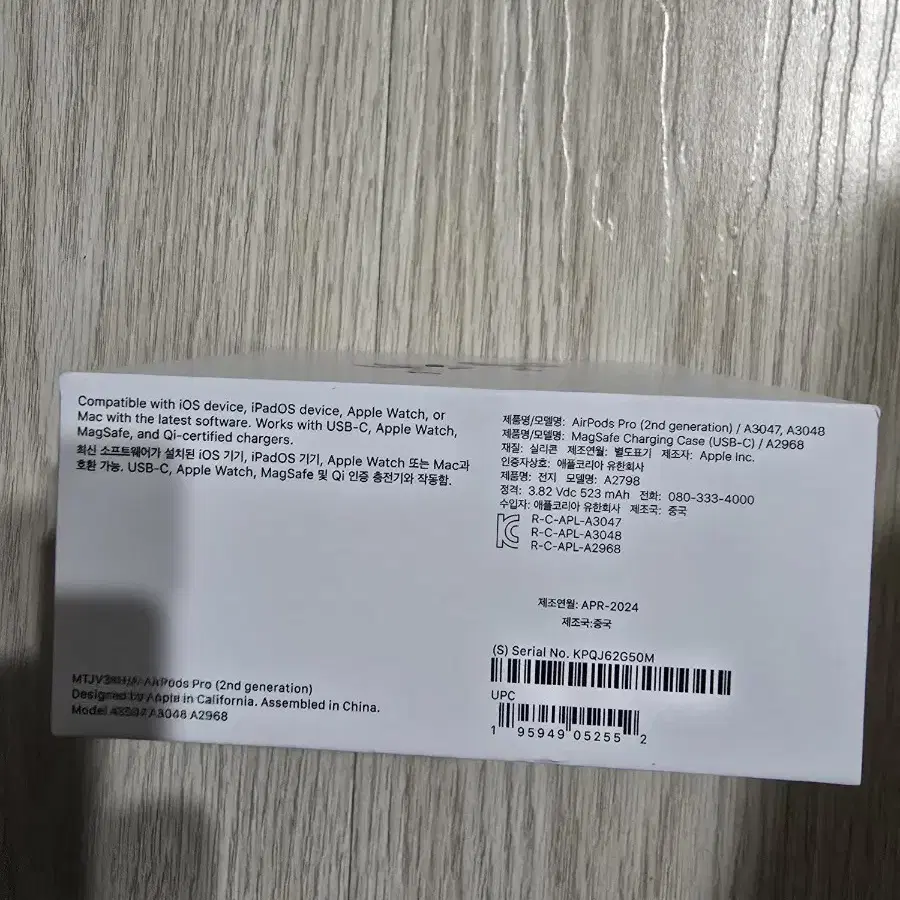 Compatible with iOS device, iPadOS device, Apple Watch, or
Mac with the latest software. Works with USB-C, Apple Watch,
MagSafe, and Qi-certified chargers.
최신 소프트웨어가 설치된 iOS 기기, iPadOS 기기, Apple Watch 또는 Mac과
호환 가능. USB-C, Apple Watch, MagSafe 및 Qi 인증 충전기와 작동함.
제품명/모델명: AirPods Pro (2nd generation) / A3047, A3048
제품명/모델명: MagSafe Charging Case (USB-C) / A2968
재질: 실리콘 제조연월: 별도표기 제조자: Apple Inc.
인증자상호: 애플코리아 유한회사
제품명: 전지 모델명: A2798
정격: 3.82 Vdc 523 mAh 전화: 080-333-4000
수입자: 애플코리아 유한회사 제조국: 중국
R-C-APL-A3047
R-C-APL-A3048
R-C-APL-A2968
제조연월: APR-2024
제조국:중국
(S) Serial No. KPQJ62G50M
UPC
1 95949 05255 2
AirPods Pro (2nd generation)
Designed by Apple in California. Assembled in China.
Model A3047 A3048 A2968